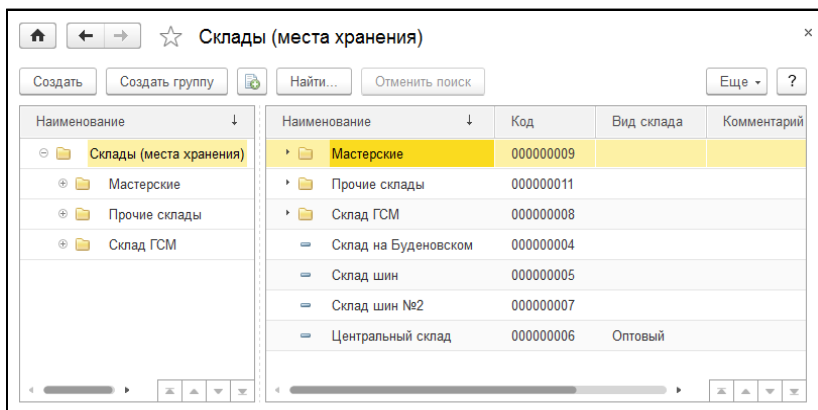 Склады (места хранения)
Создать Создать группу Найти... Отменить поиск Еще ?
Наименование Наименование Код Вид склада Комментарий
Склады (места хранения) Мастерские 000000009
Мастерские Прочие склады 000000011
Прочие склады Склад ГСМ 000000008
Склад ГСМ Склад на Буденовском 000000004
Склад шин 000000005
Склад шин №2 000000007
Центральный склад 000000006 Оптовый